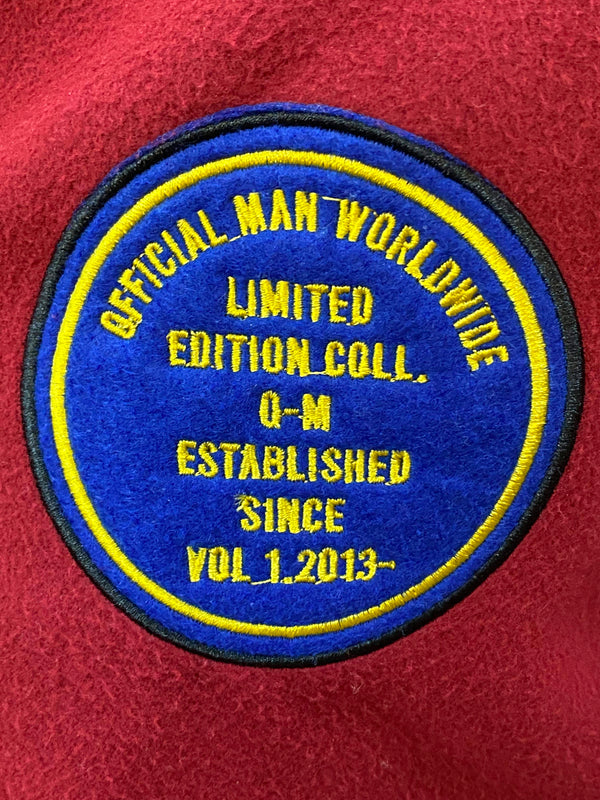 OFFICIAL MAN WORLDWIDE
LIMITED
EDITION COLL.
O-M
ESTABLISHED
SINCE
VOL 1.2013-